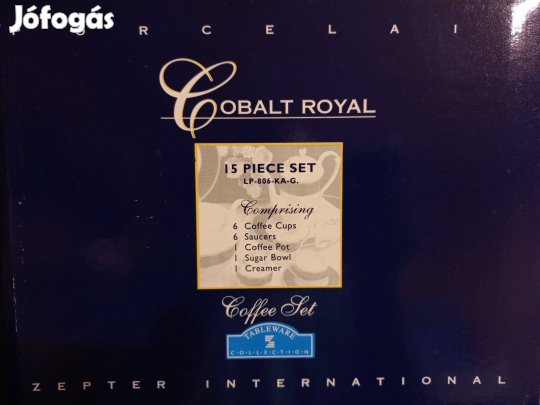 Jófogás
RCELAI
COBALT ROYAL
15 PIECE SET
LP-806-KA-G.
Comprising
6 Coffee Cups
6 Saucers
1 Coffee Pot
1 Sugar Bowl
1 Creamer
Coffee Set
TABLEWARE
COLLECTION
ZEPTER INTERNATIONAL